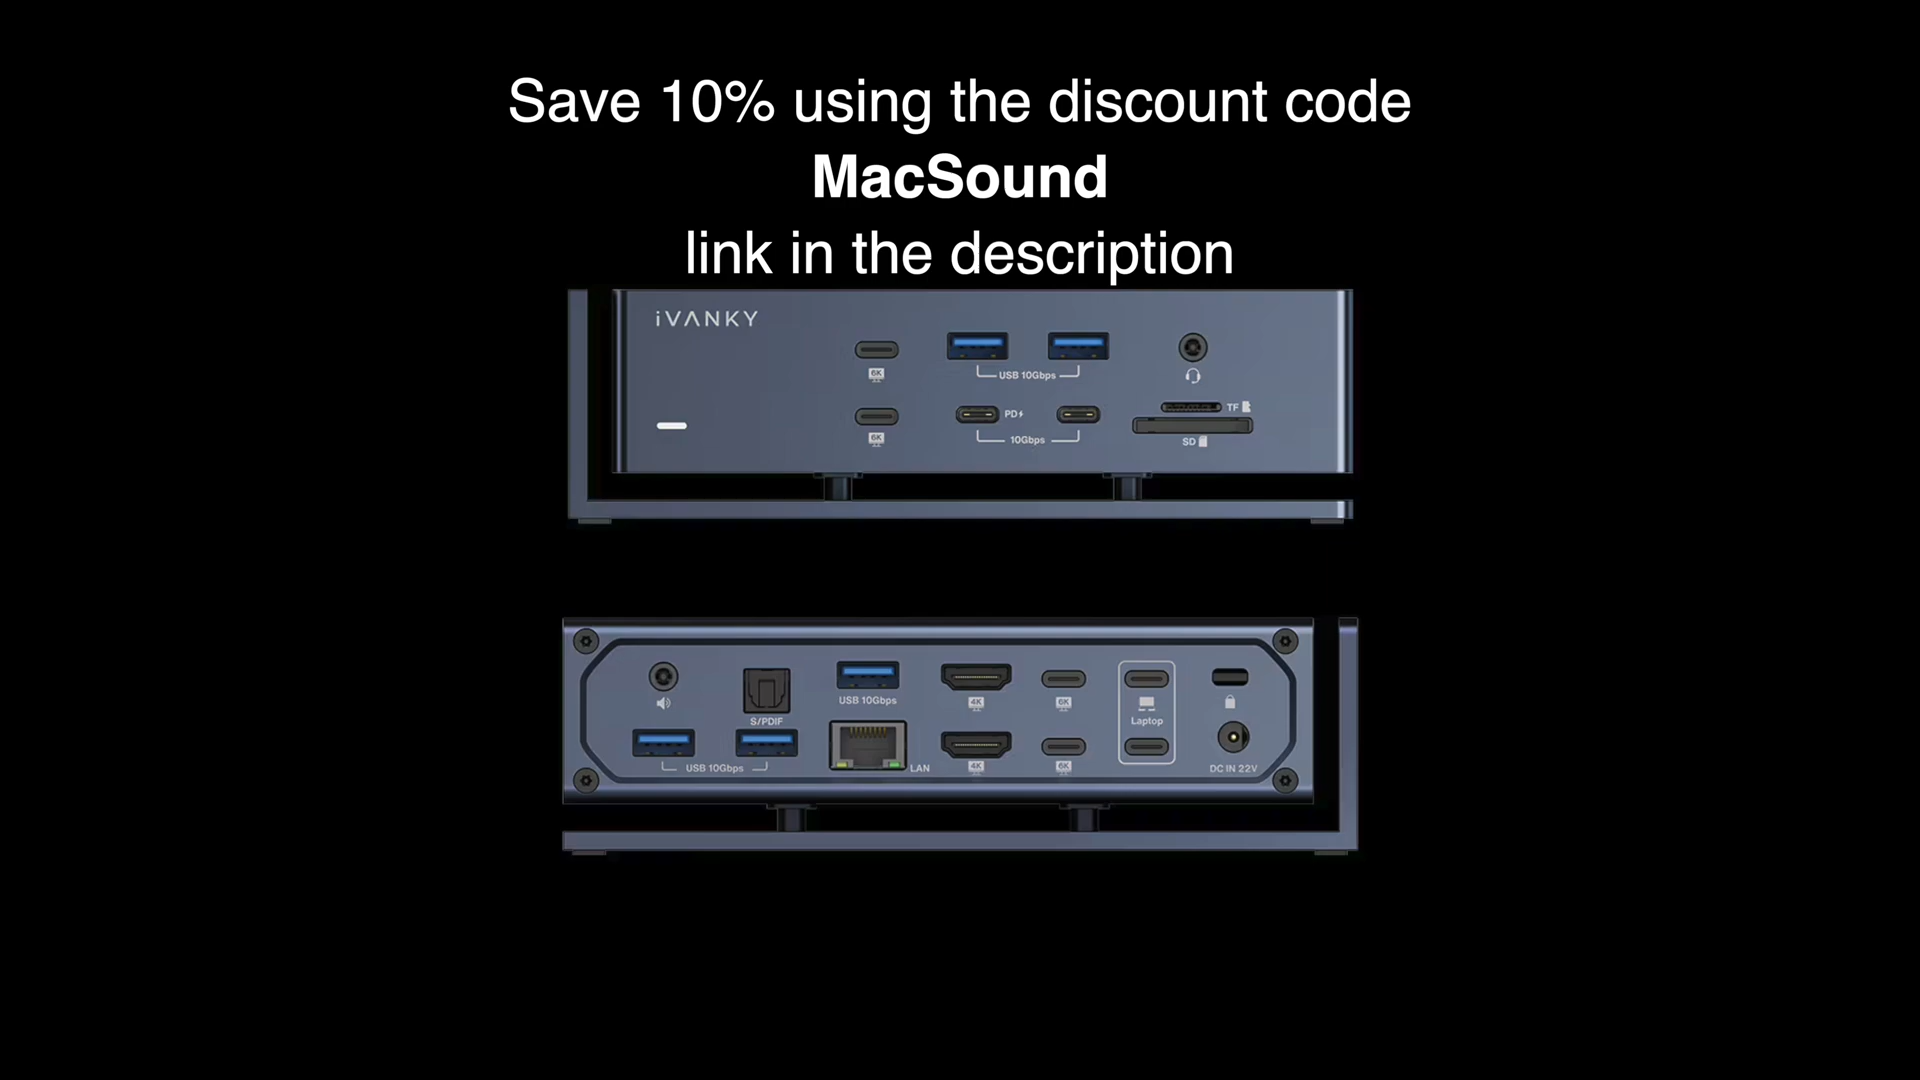 Save 10% using the discount code
MacSound
link in the description
iVANKY
6K
USB 10Gbps
6K
PD
10Gbps
TF
SD
S/PDIF
USB 10Gbps
USB 10Gbps
LAN
4K
4K
6K
6K
Laptop
DC IN 22V